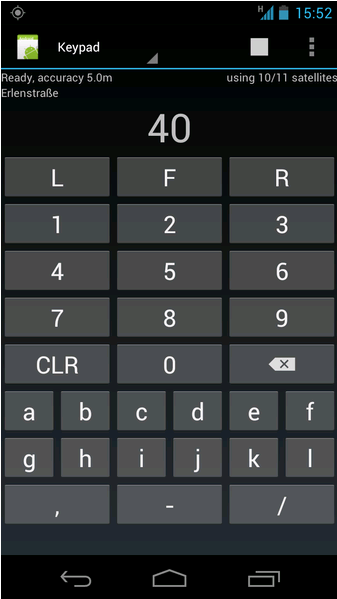 H 15:52
Keypad
Ready, accuracy 5.0m using 10/11 satellites
Erlenstraße
40
L F R
1 2 3
4 5 6
7 8 9
CLR 0
a b c d e f
g h i j k l
, - /